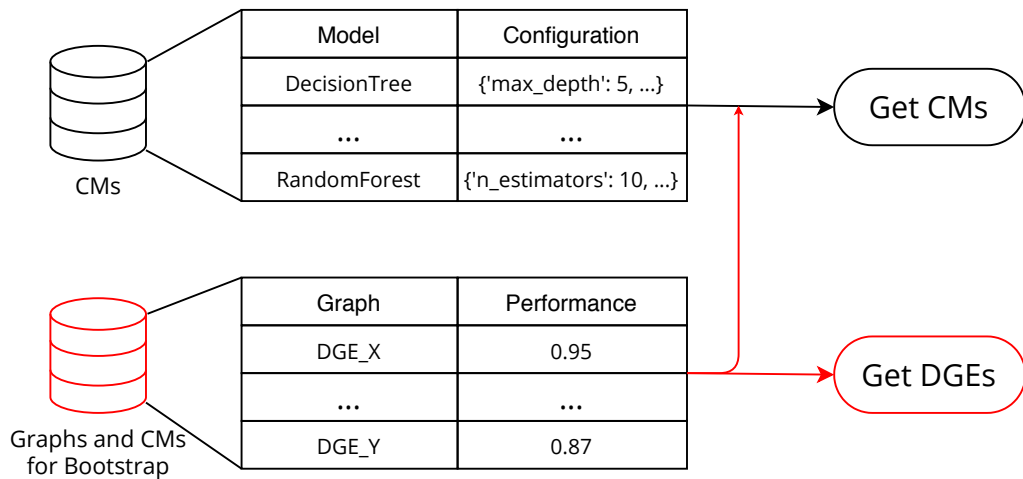 Model Configuration
DecisionTree {'max_depth': 5, ...}
... ...
RandomForest {'n_estimators': 10, ...}
CMs
Get CMs
Graph Performance
DGE_X 0.95
... ...
DGE_Y 0.87
Graphs and CMs
for Bootstrap
Get DGEs